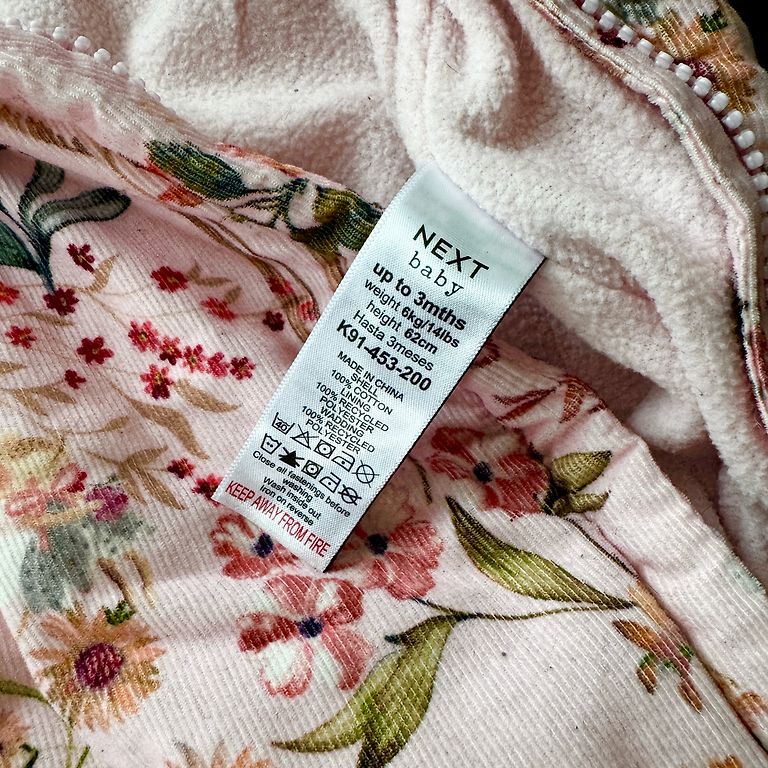 NEXT
baby
up to 3mths
weight 6kg/14lbs
height 62cm
Hasta 3meses
K91-453-200
MADE IN CHINA
SHELL
100% COTTON
LINING
100% RECYCLED
POLYESTER
WADDING
100% RECYCLED
POLYESTER
40
Close all fastenings before
washing
Wash inside out
Iron on reverse
KEEP AWAY FROM FIRE